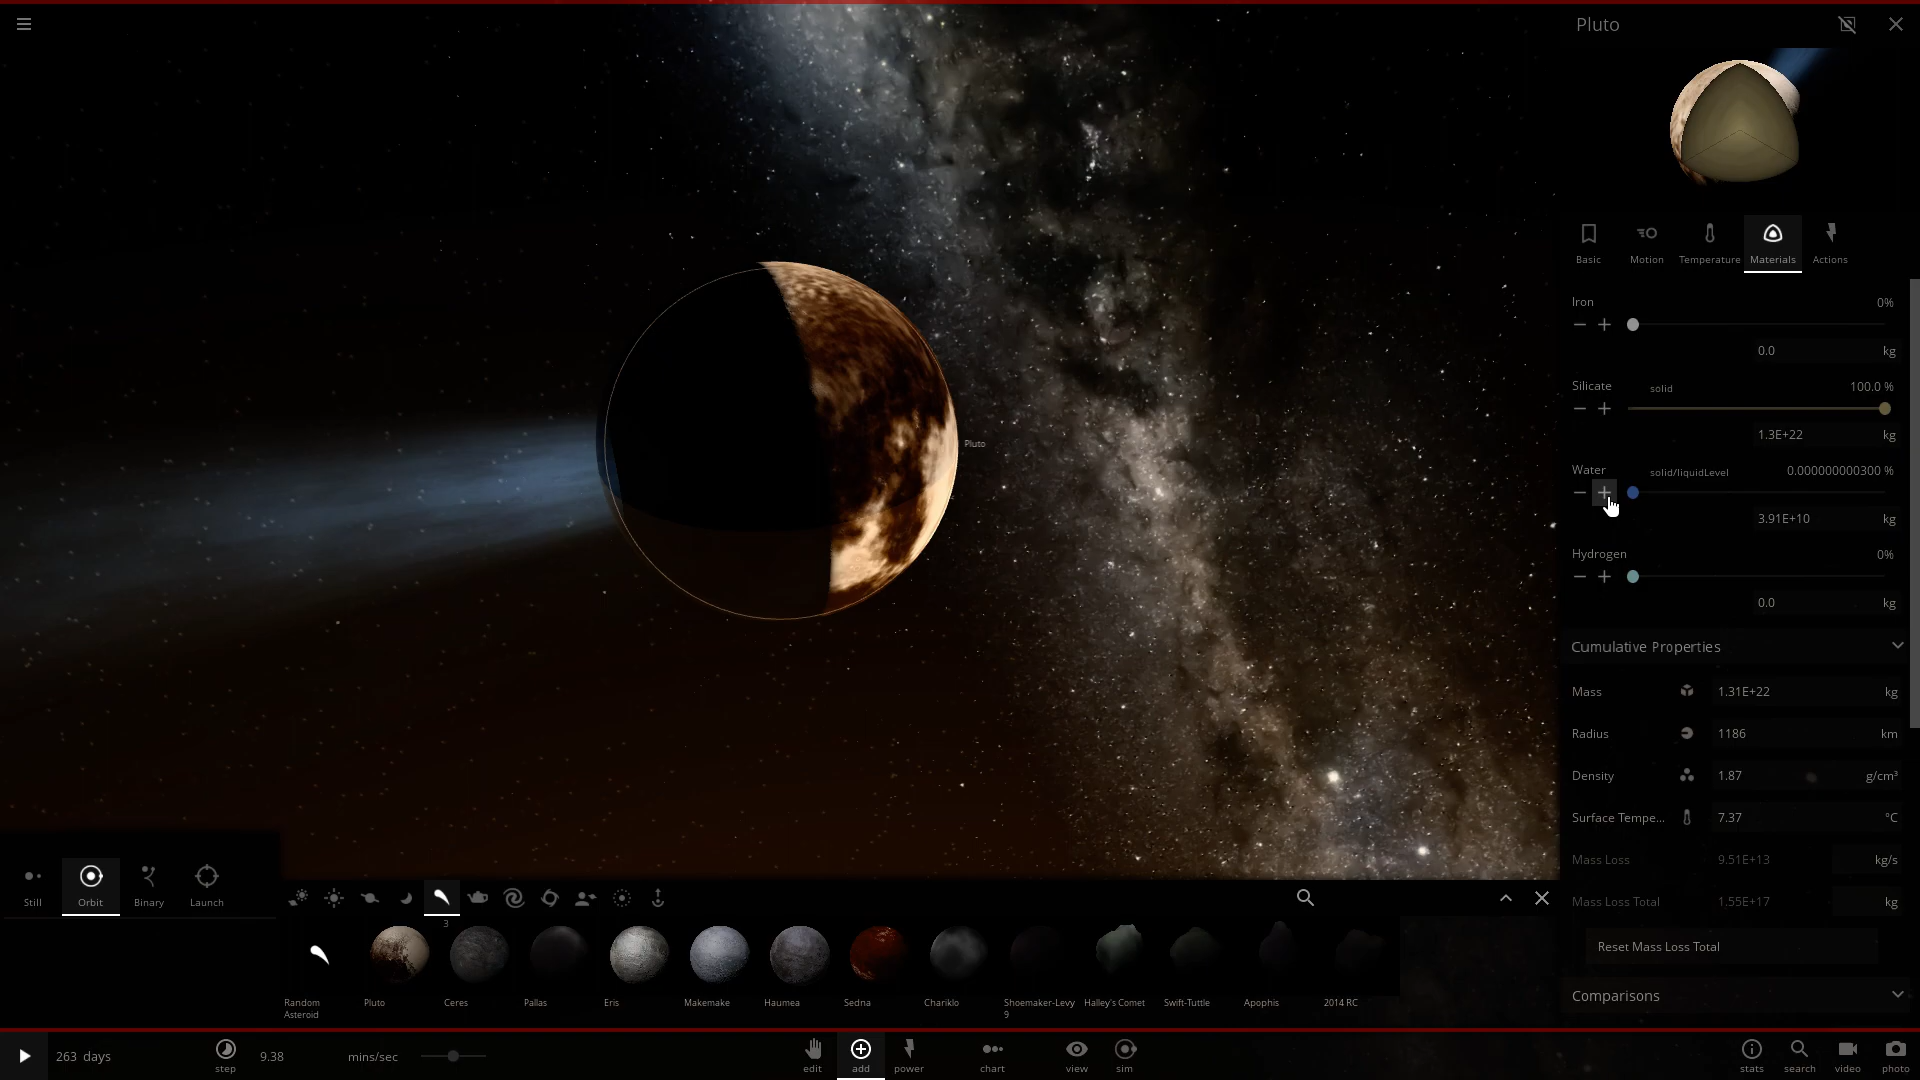 Pluto
Basic
Motion
Temperature
Materials
Actions
Iron
0%
0.0
kg
Silicate
solid
100.0 %
1.3E+22
kg
Water
solid/liquidLevel
0.000000000300 %
3.91E+10
kg
Hydrogen
0%
0.0
kg
Cumulative Properties
Mass
1.31E+22
kg
Radius
1186
km
Density
1.87
g/cm³
Surface Tempe...
7.37
°C
Mass Loss
9.51E+13
kg/s
Mass Loss Total
1.55E+17
kg
Reset Mass Loss Total
Comparisons
Pluto
Still
Orbit
Binary
Launch
3
Random
Asteroid
Pluto
Ceres
Pallas
Eris
Makemake
Haumea
Sedna
Chariklo
Shoemaker-Levy
9
Halley's Comet
Swift-Tuttle
Apophis
2014 RC
263 days
step
9.38
mins/sec
edit
add
power
chart
view
sim
stats
search
video
photo